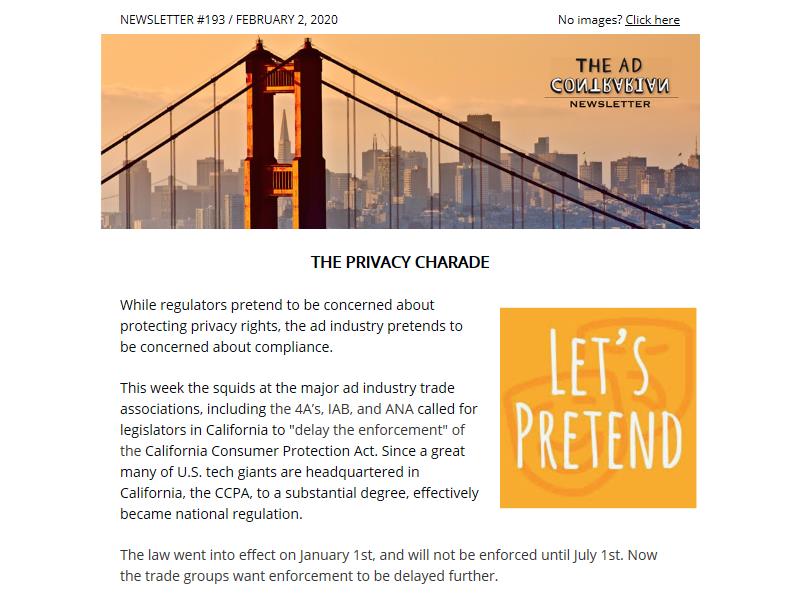 NEWSLETTER #193 / FEBRUARY 2, 2020
No images? Click here
THE AD
CONTRARIAN
NEWSLETTER
THE PRIVACY CHARADE
While regulators pretend to be concerned about
protecting privacy rights, the ad industry pretends to
be concerned about compliance.
LET'S
PRETEND
This week the squids at the major ad industry trade
associations, including the 4A's, IAB, and ANA called for
legislators in California to "delay the enforcement" of
the California Consumer Protection Act. Since a great
many of U.S. tech giants are headquartered in
California, the CCPA, to a substantial degree, effectively
became national regulation.
The law went into effect on January 1st, and will not be enforced until July 1st. Now
the trade groups want enforcement to be delayed further.